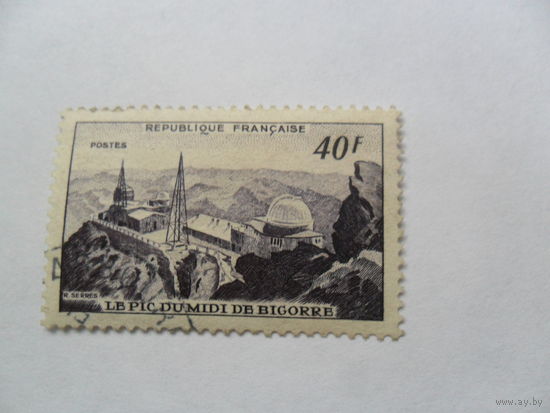 REPUBLIQUE FRANÇAISE
POSTES
40F
R. SERRES
LE PIC DU MIDI DE BIGORRE
www.ay.by